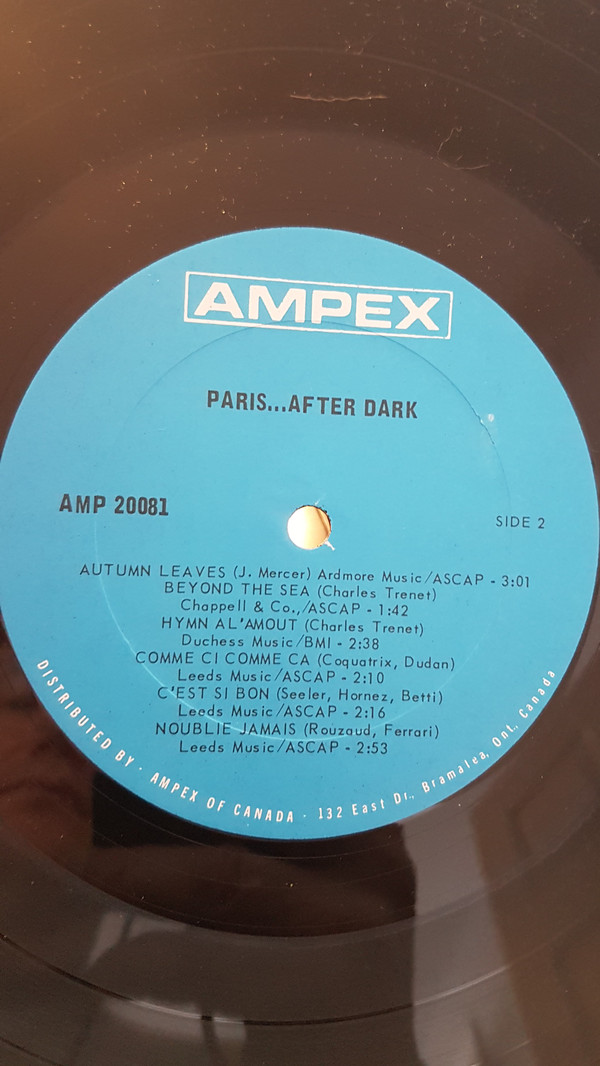 AMPEX
PARIS...AFTER DARK
AMP 20081
SIDE 2
AUTUMN LEAVES (J. Mercer) Ardmore Music/ASCAP - 3:01
BEYOND THE SEA (Charles Trenet)
Chappell & Co.,/ASCAP - 1:42
HYMN AL'AMOUT (Charles Trenet)
Duchess Music/BMI - 2:38
COMME CI COMME CA (Coquatrix, Dudan)
Leeds Music/ASCAP - 2:10
C'EST SI BON (Seeler, Hornez, Betti)
Leeds Music/ASCAP - 2:16
NOUBLIE JAMAIS (Rouzaud, Ferrari)
Leeds Music/ASCAP - 2:53
DISTRIBUTED BY - AMPEX OF CANADA · 132 East Dr., Bramalea, Ont., Canada